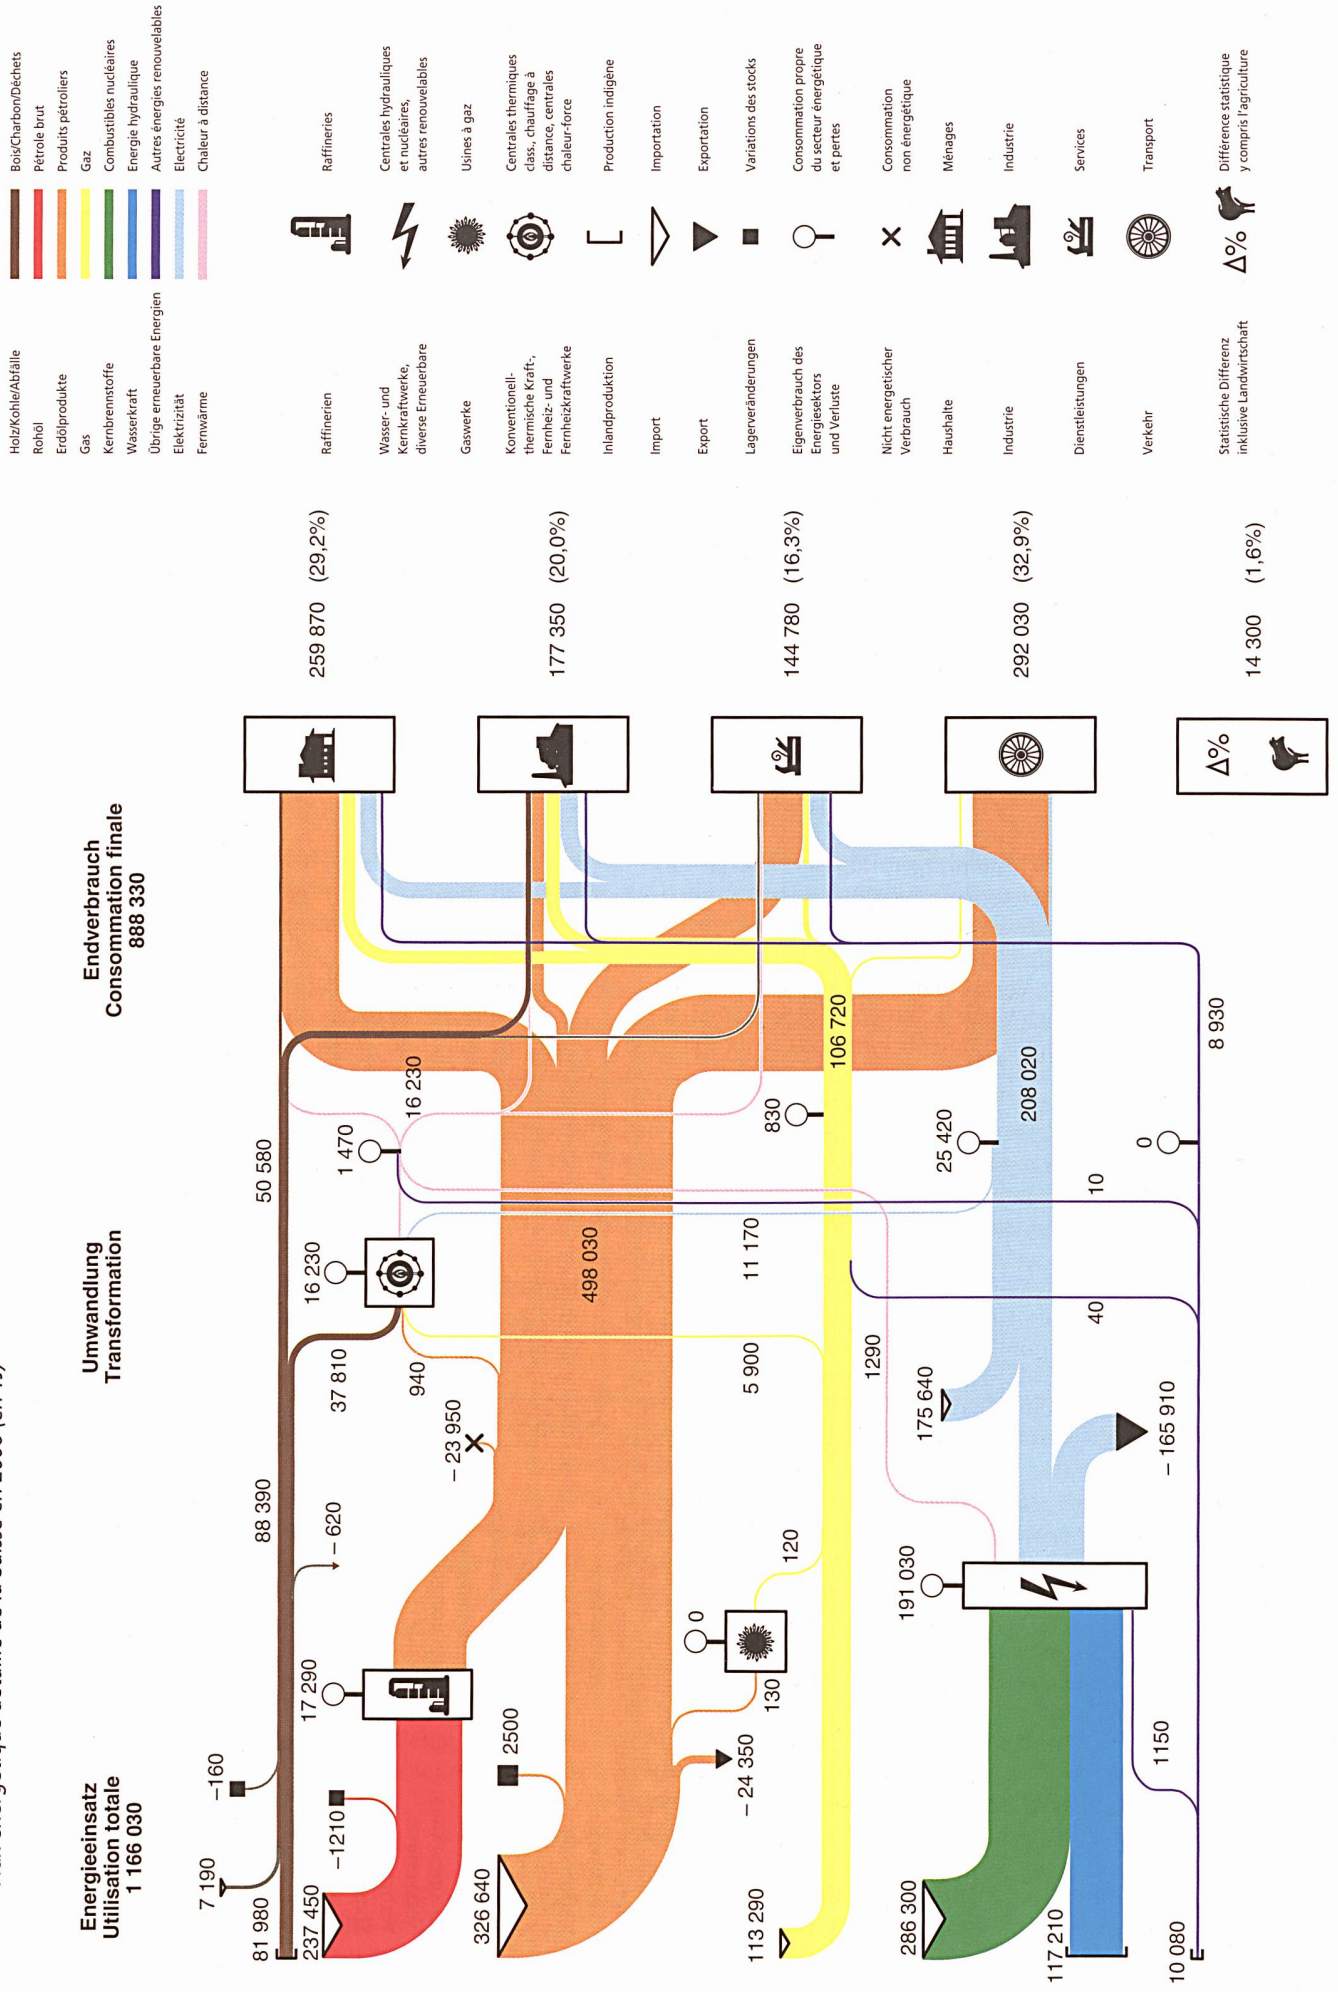 Energieeinsatz
Utilisation totale
1 166 030
Umwandlung
Transformation
Endverbrauch
Consommation finale
888 330
7 190
−160
81 980
88 390
− 620
50 580
237 450
−1210
17 290
37 810
16 230
1 470
16 230
940
− 23 950
326 640
2500
498 030
− 24 350
130
0
120
5 900
11 170
113 290
830
106 720
1290
286 300
191 030
175 640
25 420
208 020
117 210
− 165 910
1150
40
10
0
10 080
8 930
259 870 (29,2%)
177 350 (20,0%)
144 780 (16,3%)
292 030 (32,9%)
Δ%
14 300 (1,6%)
Holz/Kohle/Abfälle
Bois/Charbon/Déchets
Rohöl
Pétrole brut
Erdölprodukte
Produits pétroliers
Gas
Gaz
Kernbrennstoffe
Combustibles nucléaires
Wasserkraft
Energie hydraulique
Übrige erneuerbare Energien
Autres énergies renouvelables
Elektrizität
Electricité
Fernwärme
Chaleur à distance
Raffinerien
Raffineries
Wasser- und
Kernkraftwerke,
diverse Erneuerbare
Centrales hydrauliques
et nucléaires,
autres renouvelables
Gaswerke
Usines à gaz
Konventionell-
thermische Kraft-,
Fernheiz- und
Fernheizkraftwerke
Centrales thermiques
class., chauffage à
distance, centrales
chaleur-force
Inlandproduktion
Production indigène
Import
Importation
Export
Exportation
Lagerveränderungen
Variations des stocks
Eigenverbrauch des
Energiesektors
und Verluste
Consommation propre
du secteur énergétique
et pertes
Nicht energetischer
Verbrauch
Consommation
non énergétique
Haushalte
Ménages
Industrie
Industrie
Dienstleistungen
Services
Verkehr
Transport
Statistische Differenz
inklusive Landwirtschaft
Δ%
Différence statistique
y compris l'agriculture